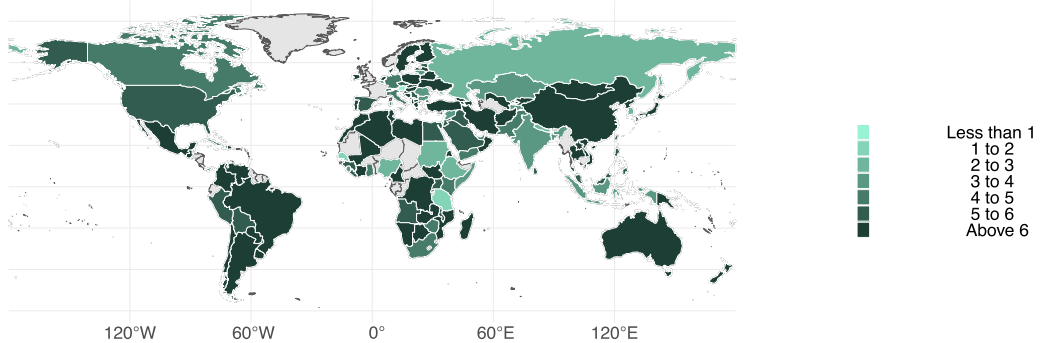 Less than 1
1 to 2
2 to 3
3 to 4
4 to 5
5 to 6
Above 6
120°W 60°W 0° 60°E 120°E